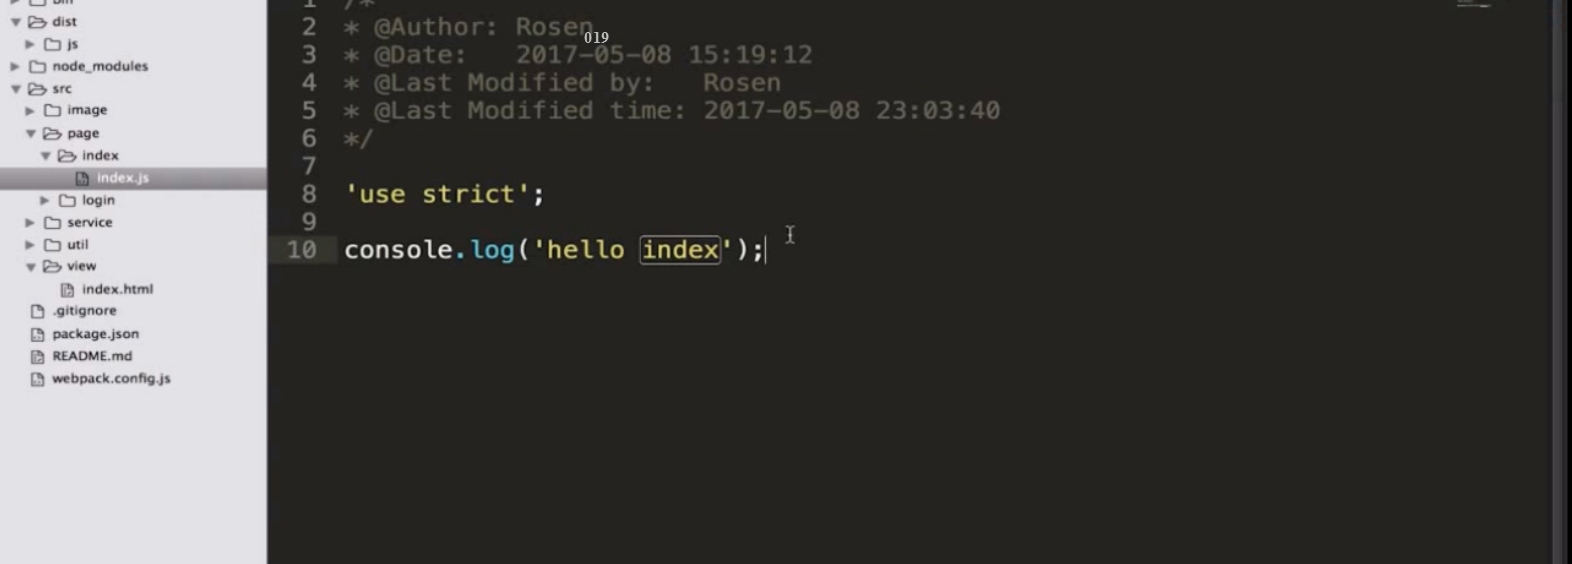 bin
dist
js
node_modules
src
image
page
index
index.js
login
service
util
view
index.html
.gitignore
package.json
README.md
webpack.config.js
1 /*
2 * @Author: Rosen
019
3 * @Date:   2017-05-08 15:19:12
4 * @Last Modified by:   Rosen
5 * @Last Modified time: 2017-05-08 23:03:40
6 */
7
8 'use strict';
9
10 console.log('hello index');